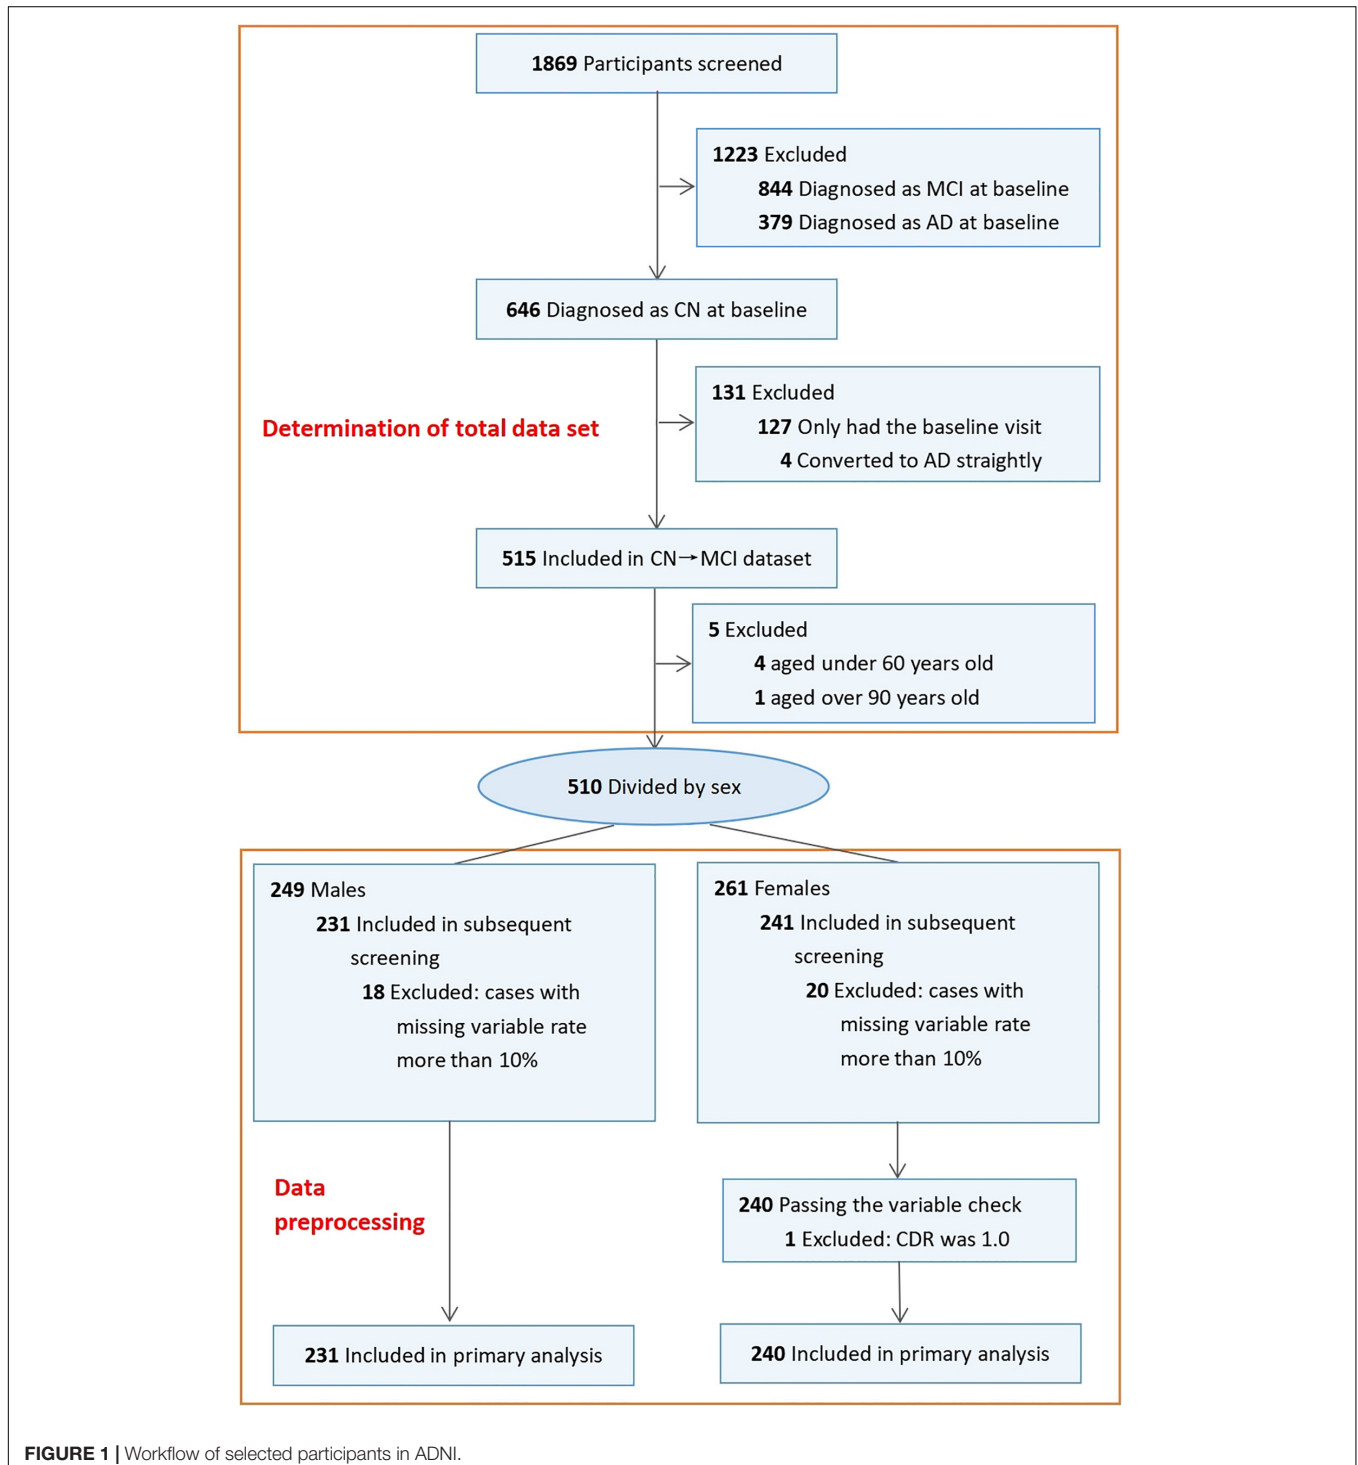 1869 Participants screened
1223 Excluded
844 Diagnosed as MCI at baseline
379 Diagnosed as AD at baseline
646 Diagnosed as CN at baseline
131 Excluded
127 Only had the baseline visit
4 Converted to AD straightly
Determination of total data set
515 Included in CN→MCI dataset
5 Excluded
4 aged under 60 years old
1 aged over 90 years old
510 Divided by sex
249 Males
231 Included in subsequent
screening
18 Excluded: cases with
missing variable rate
more than 10%
261 Females
241 Included in subsequent
screening
20 Excluded: cases with
missing variable rate
more than 10%
Data
preprocessing
240 Passing the variable check
1 Excluded: CDR was 1.0
231 Included in primary analysis
240 Included in primary analysis
FIGURE 1 | Workflow of selected participants in ADNI.